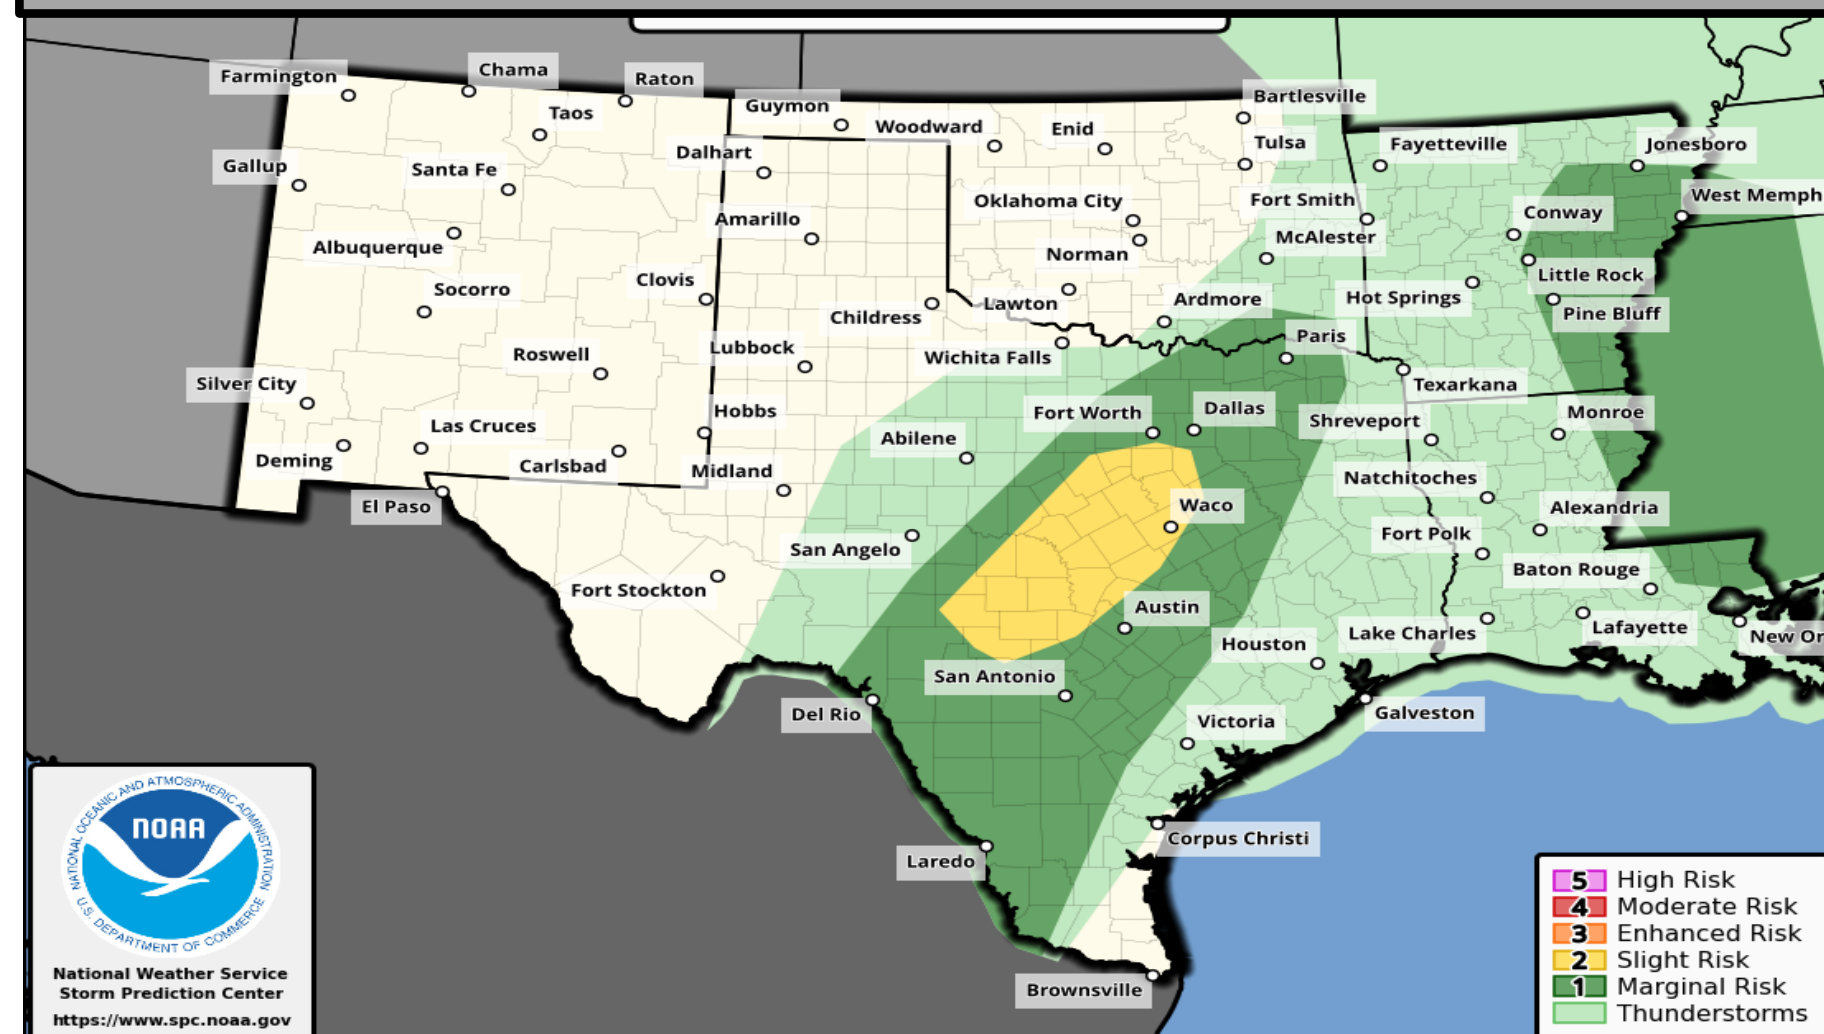 Farmington
Chama
Raton
Taos
Guymon
Woodward
Enid
Bartlesville
Tulsa
Dalhart
Fayetteville
Jonesboro
Gallup
Santa Fe
Oklahoma City
Fort Smith
West Memph
Conway
Amarillo
McAlester
Albuquerque
Norman
Little Rock
Clovis
Socorro
Lawton
Ardmore
Hot Springs
Pine Bluff
Childress
Paris
Roswell
Lubbock
Wichita Falls
Texarkana
Silver City
Hobbs
Fort Worth
Dallas
Shreveport
Monroe
Las Cruces
Abilene
Deming
Carlsbad
Midland
Natchitoches
El Paso
Waco
Alexandria
San Angelo
Fort Polk
Baton Rouge
Fort Stockton
Austin
Lake Charles
Lafayette
New Or
Houston
San Antonio
Del Rio
Victoria
Galveston
Corpus Christi
Laredo
Brownsville
NATIONAL OCEANIC AND ATMOSPHERIC ADMINISTRATION
NOAA
U.S. DEPARTMENT OF COMMERCE
National Weather Service
Storm Prediction Center
https://www.spc.noaa.gov
5 High Risk
4 Moderate Risk
3 Enhanced Risk
2 Slight Risk
1 Marginal Risk
Thunderstorms